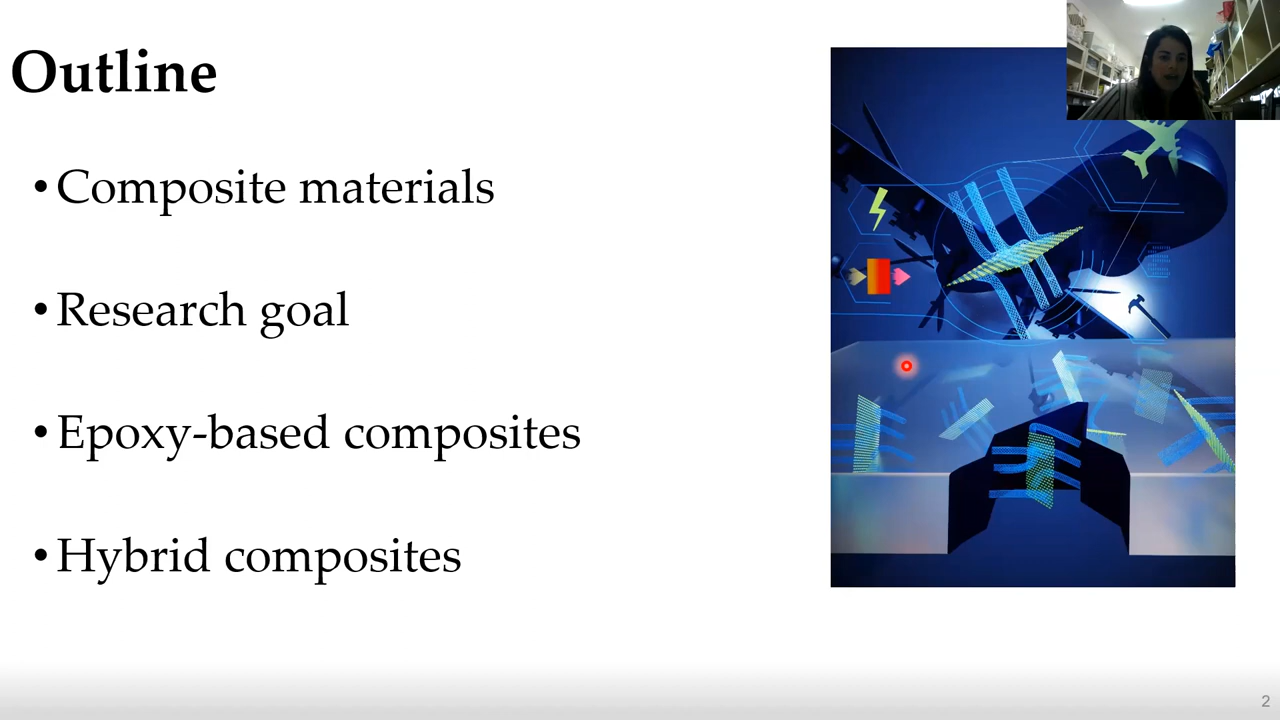 Outline
• Composite materials
• Research goal
• Epoxy-based composites
• Hybrid composites
2